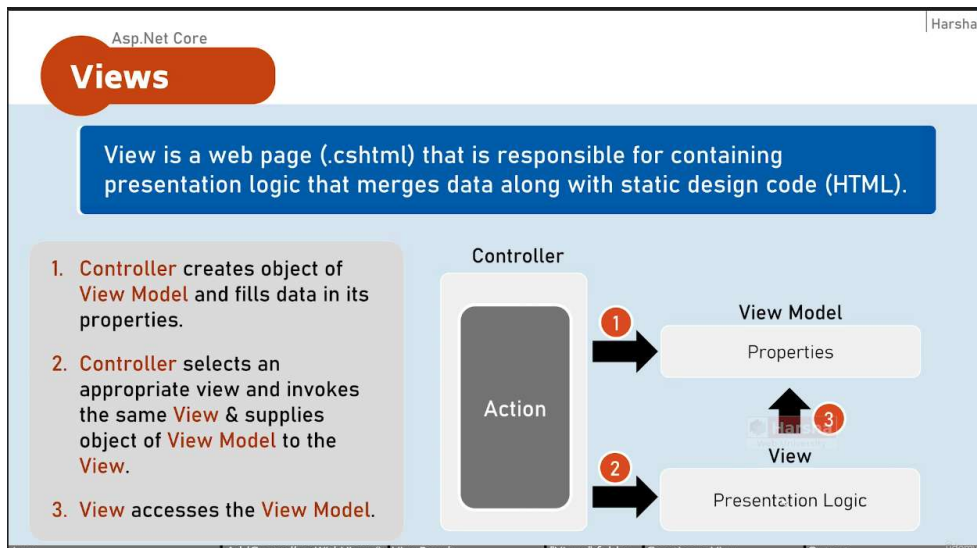 Asp.Net Core
Harsha
Views
View is a web page (.cshtml) that is responsible for containing
presentation logic that merges data along with static design code (HTML).
1. Controller creates object of
View Model and fills data in its
properties.
2. Controller selects an
appropriate view and invokes
the same View & supplies
object of View Model to the
View.
3. View accesses the View Model.
Controller
Action
1
View Model
Properties
3
Harsha
View
2
Presentation Logic